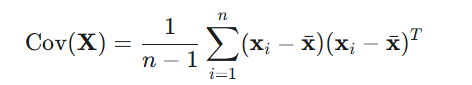 Cov(X) = \frac{1}{n-1} \sum_{i=1}^{n} (x_i - \bar{x})(x_i - \bar{x})^T